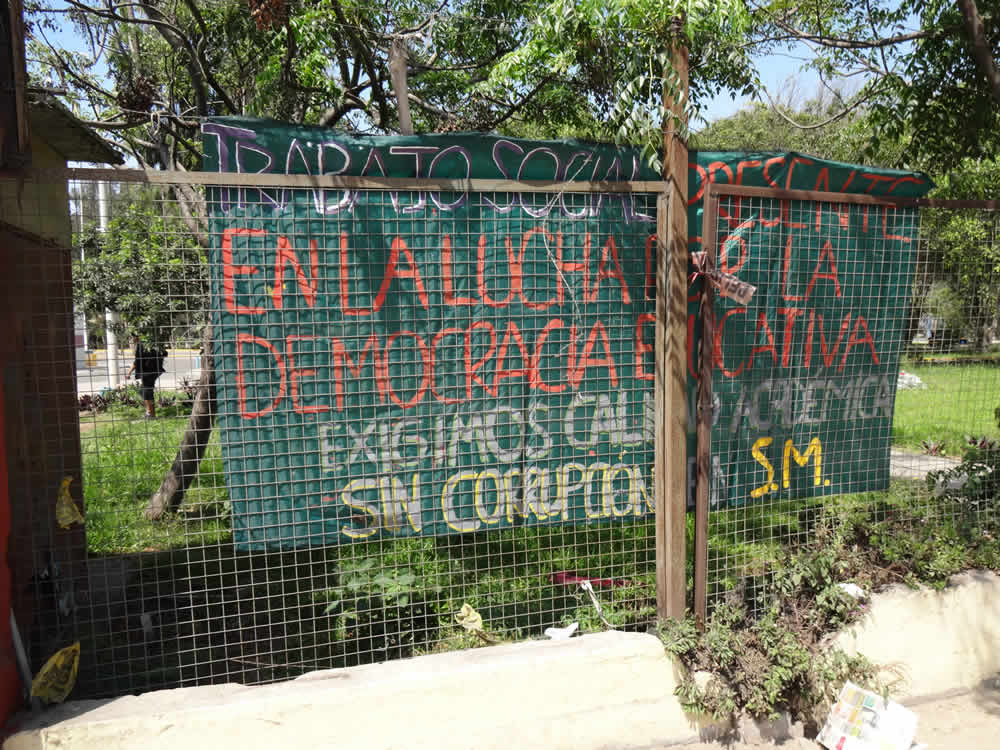 TRABAJO SOCIAL PRESENTE
EN LA LUCHA POR LA
DEMOCRACIA EDUCATIVA
EXIGIMOS CALIDAD ACADÉMICA
SIN CORRUPCIÓN EN S.M.